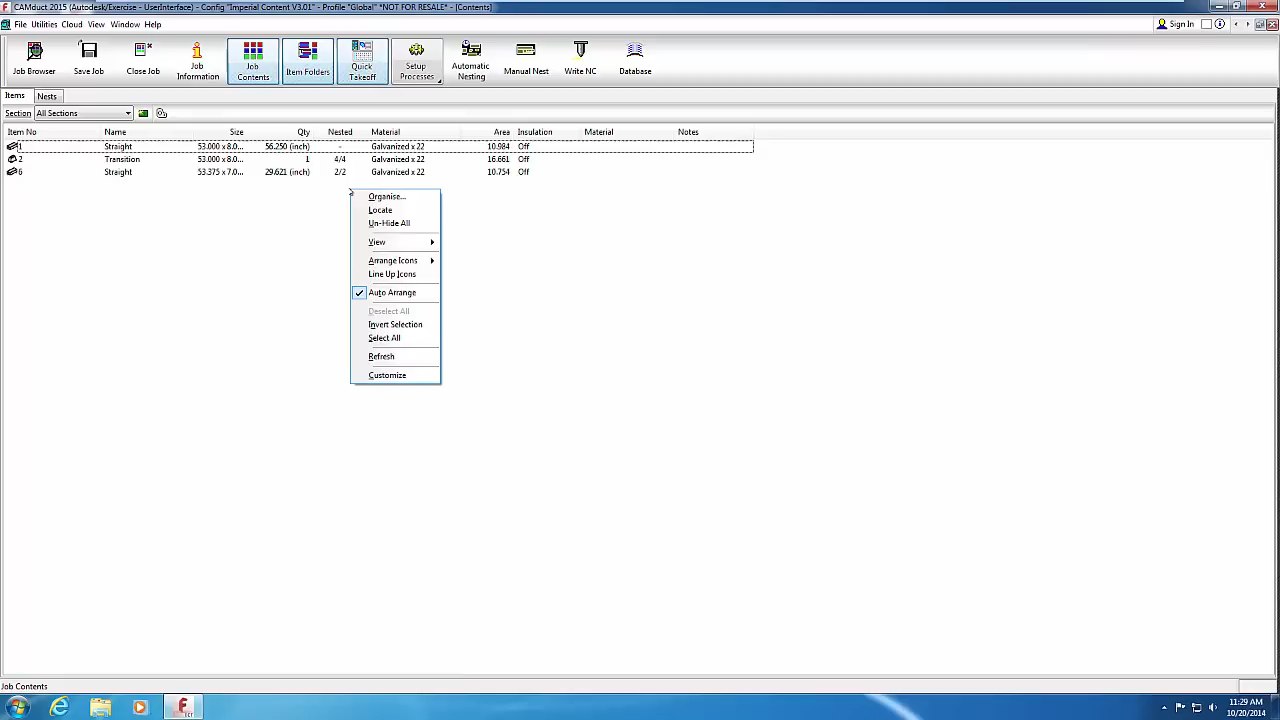 CAMduct 2015 (Autodesk/Exercise - UserInterface) - Config "Imperial Content V3.01" - Profile "Global" *NOT FOR RESALE* - [Contents]
File Utilities Cloud View Window Help Sign In
Job Browser Save Job Close Job Job Information Job Contents Item Folders Quick Takeoff Setup Processes Automatic Nesting Manual Nest Write NC Database
Items Nests
Section All Sections
Item No Name Size Qty Nested Material Area Insulation Material Notes
1 Straight 53.000 x 8.0... 56.250 (inch) - Galvanized x 22 10.984 Off
2 Transition 53.000 x 8.0... 1 4/4 Galvanized x 22 16.661 Off
6 Straight 53.375 x 7.0... 29.621 (inch) 2/2 Galvanized x 22 10.754 Off
Organise...
Locate
Un-Hide All
View
Arrange Icons
Line Up Icons
Auto Arrange
Deselect All
Invert Selection
Select All
Refresh
Customize
Job Contents
11:29 AM
10/20/2014